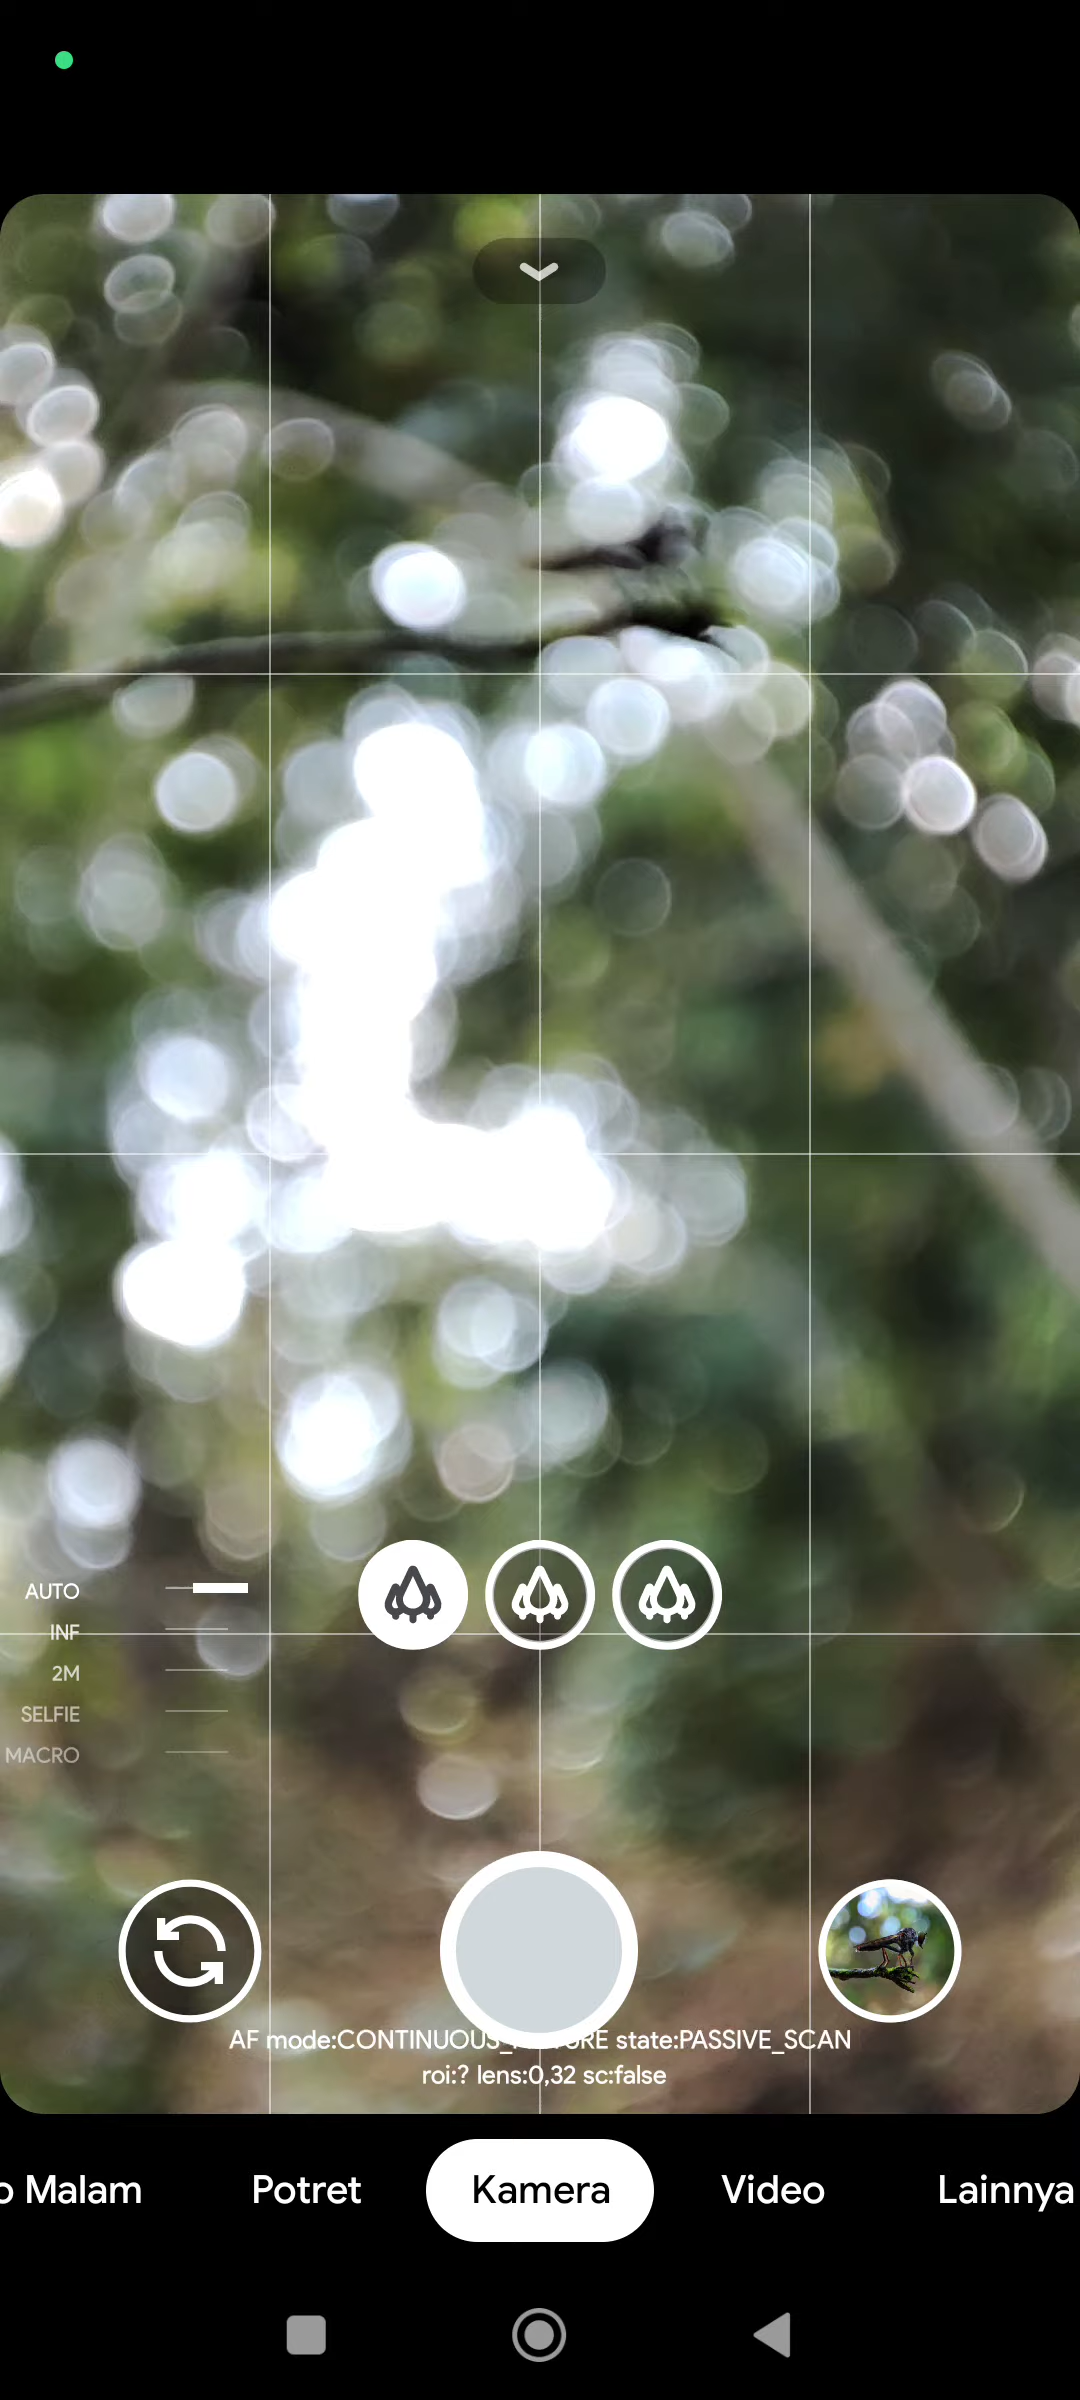 AUTO
INF
2M
SELFIE
MACRO
AF mode:CONTINUOUS_ state:PASSIVE_SCAN
roi:? lens:0,32 sc:false
o Malam
Potret
Kamera
Video
Lainnya